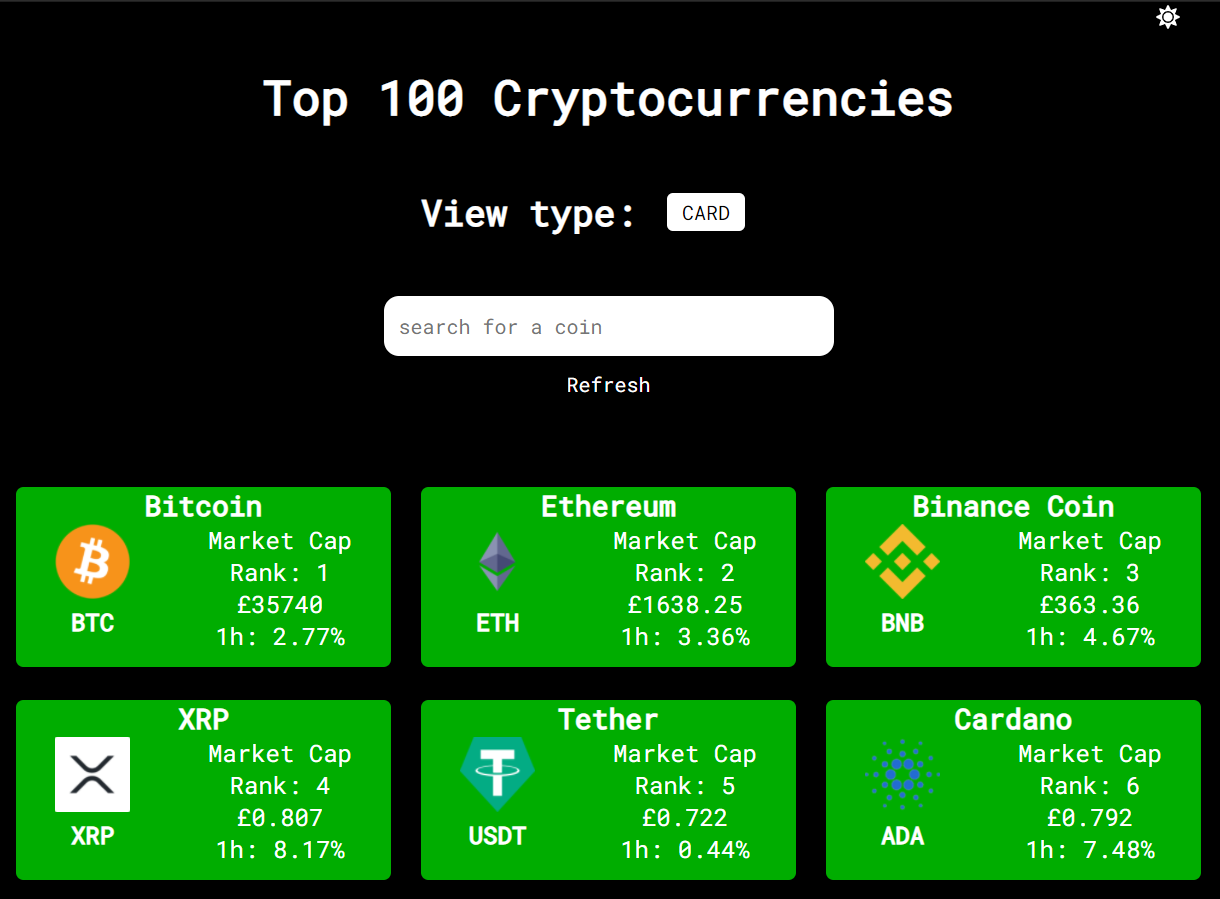 Top 100 Cryptocurrencies
View type: CARD
search for a coin
Refresh
Bitcoin
BTC
Market Cap
Rank: 1
£35740
1h: 2.77%
Ethereum
ETH
Market Cap
Rank: 2
£1638.25
1h: 3.36%
Binance Coin
BNB
Market Cap
Rank: 3
£363.36
1h: 4.67%
XRP
XRP
Market Cap
Rank: 4
£0.807
1h: 8.17%
Tether
USDT
Market Cap
Rank: 5
£0.722
1h: 0.44%
Cardano
ADA
Market Cap
Rank: 6
£0.792
1h: 7.48%